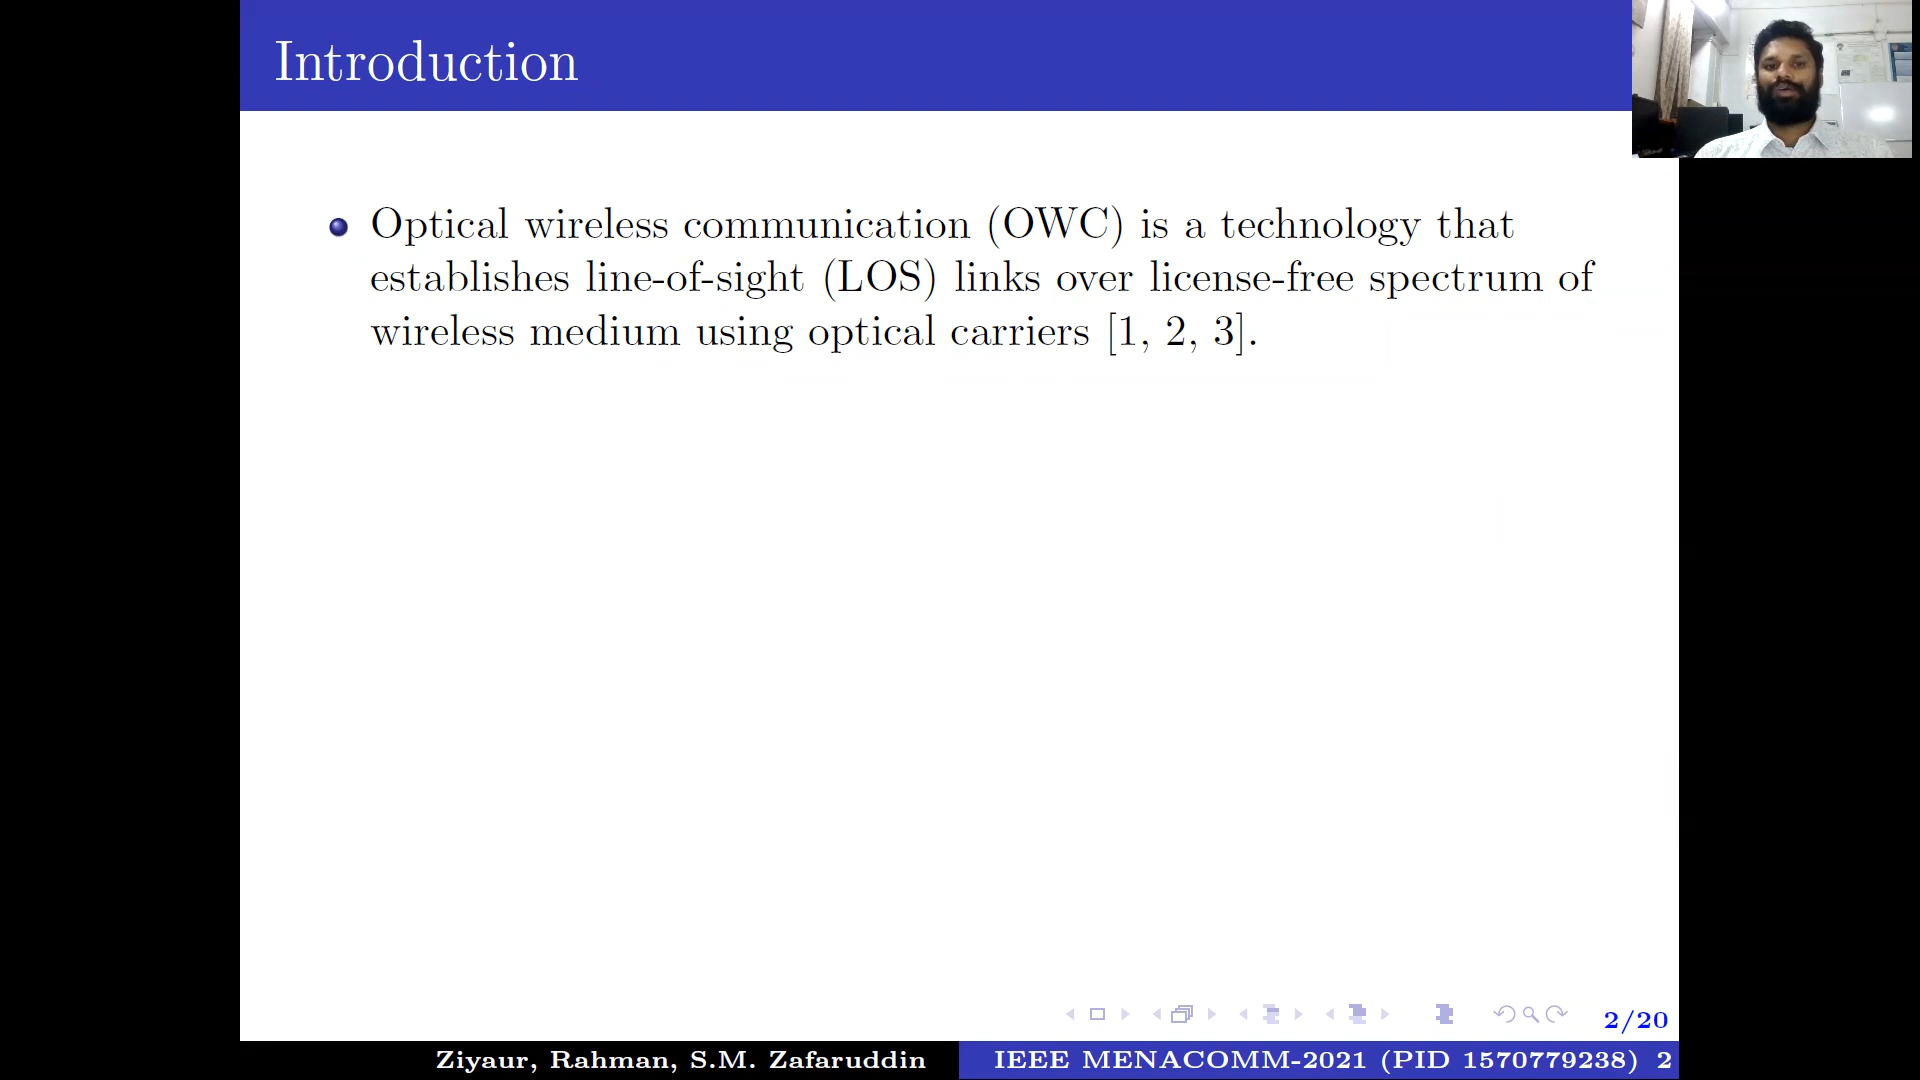 Introduction
Optical wireless communication (OWC) is a technology that
establishes line-of-sight (LOS) links over license-free spectrum of
wireless medium using optical carriers [1, 2, 3].
2/20
Ziyaur, Rahman, S.M. Zafaruddin
IEEE MENACOMM-2021 (PID 1570779238) 2